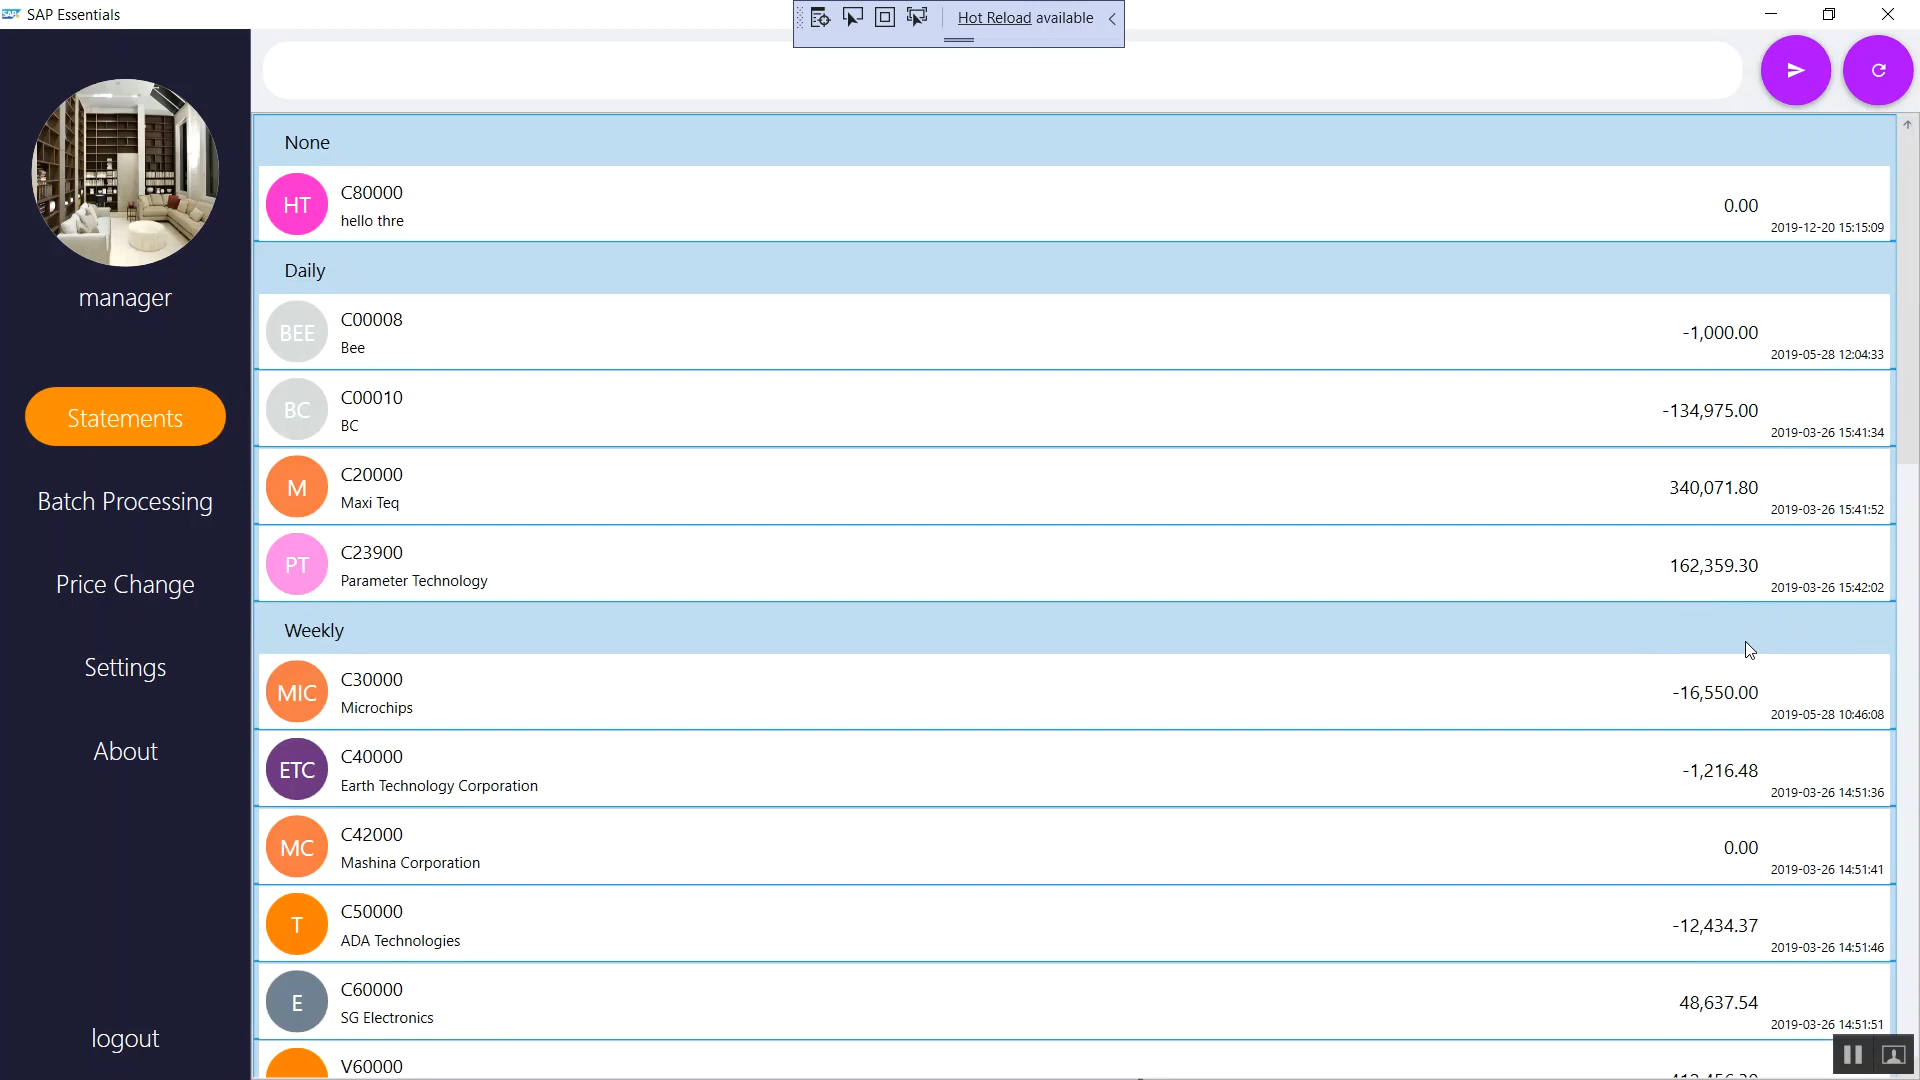 SAP SAP Essentials
Hot Reload available
manager
Statements
Batch Processing
Price Change
Settings
About
logout
None
HT C80000 0.00
hello thre 2019-12-20 15:15:09
Daily
BEE C00008 -1,000.00
Bee 2019-05-28 12:04:33
BC C00010 -134,975.00
BC 2019-03-26 15:41:34
M C20000 340,071.80
Maxi Teq 2019-03-26 15:41:52
PT C23900 162,359.30
Parameter Technology 2019-03-26 15:42:02
Weekly
MIC C30000 -16,550.00
Microchips 2019-05-28 10:46:08
ETC C40000 -1,216.48
Earth Technology Corporation 2019-03-26 14:51:36
MC C42000 0.00
Mashina Corporation 2019-03-26 14:51:41
T C50000 -12,434.37
ADA Technologies 2019-03-26 14:51:46
E C60000 48,637.54
SG Electronics 2019-03-26 14:51:51
V60000